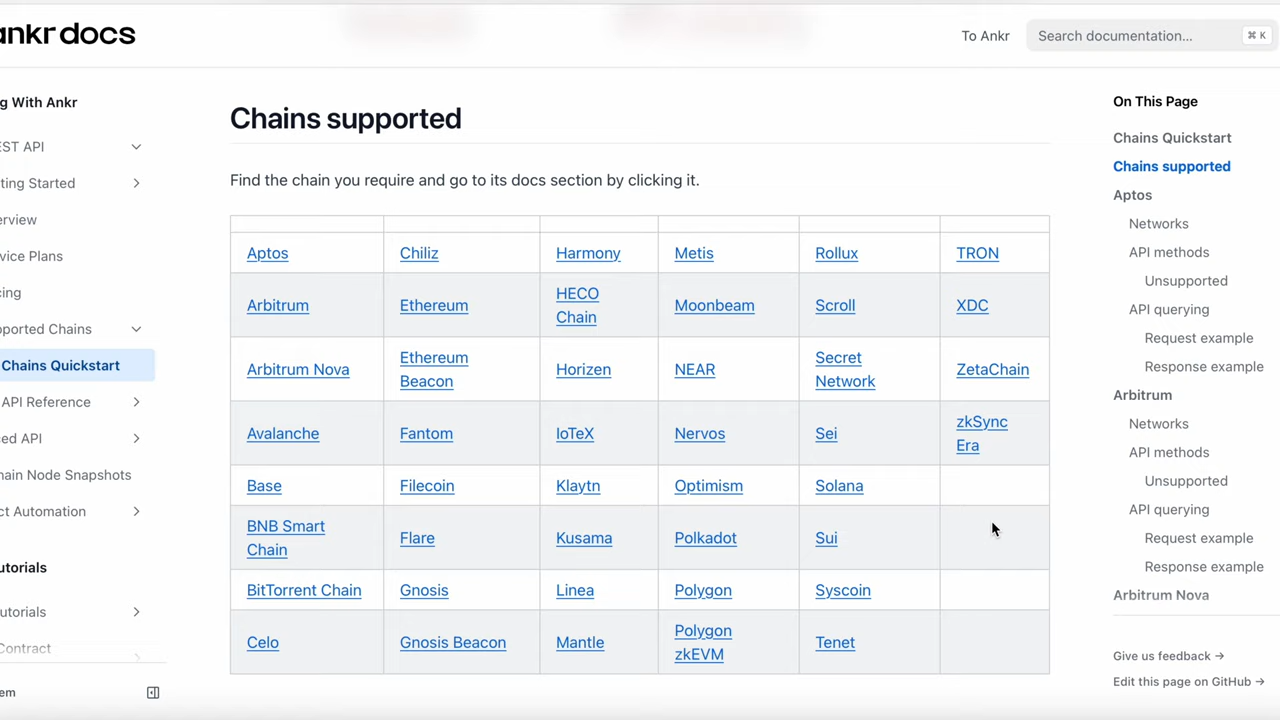 ankr docs
To Ankr
Search documentation...
⌘ K
g With Ankr
EST API
ting Started
erview
vice Plans
cing
pported Chains
Chains Quickstart
API Reference
ced API
hain Node Snapshots
ct Automation
utorials
utorials
Contract
em
Chains supported
Find the chain you require and go to its docs section by clicking it.
Aptos Chiliz Harmony Metis Rollux TRON
Arbitrum Ethereum HECO Chain Moonbeam Scroll XDC
Arbitrum Nova Ethereum Beacon Horizen NEAR Secret Network ZetaChain
Avalanche Fantom IoTeX Nervos Sei zkSync Era
Base Filecoin Klaytn Optimism Solana
BNB Smart Chain Flare Kusama Polkadot Sui
BitTorrent Chain Gnosis Linea Polygon Syscoin
Celo Gnosis Beacon Mantle Polygon zkEVM Tenet
On This Page
Chains Quickstart
Chains supported
Aptos
Networks
API methods
Unsupported
API querying
Request example
Response example
Arbitrum
Networks
API methods
Unsupported
API querying
Request example
Response example
Arbitrum Nova
Give us feedback →
Edit this page on GitHub →